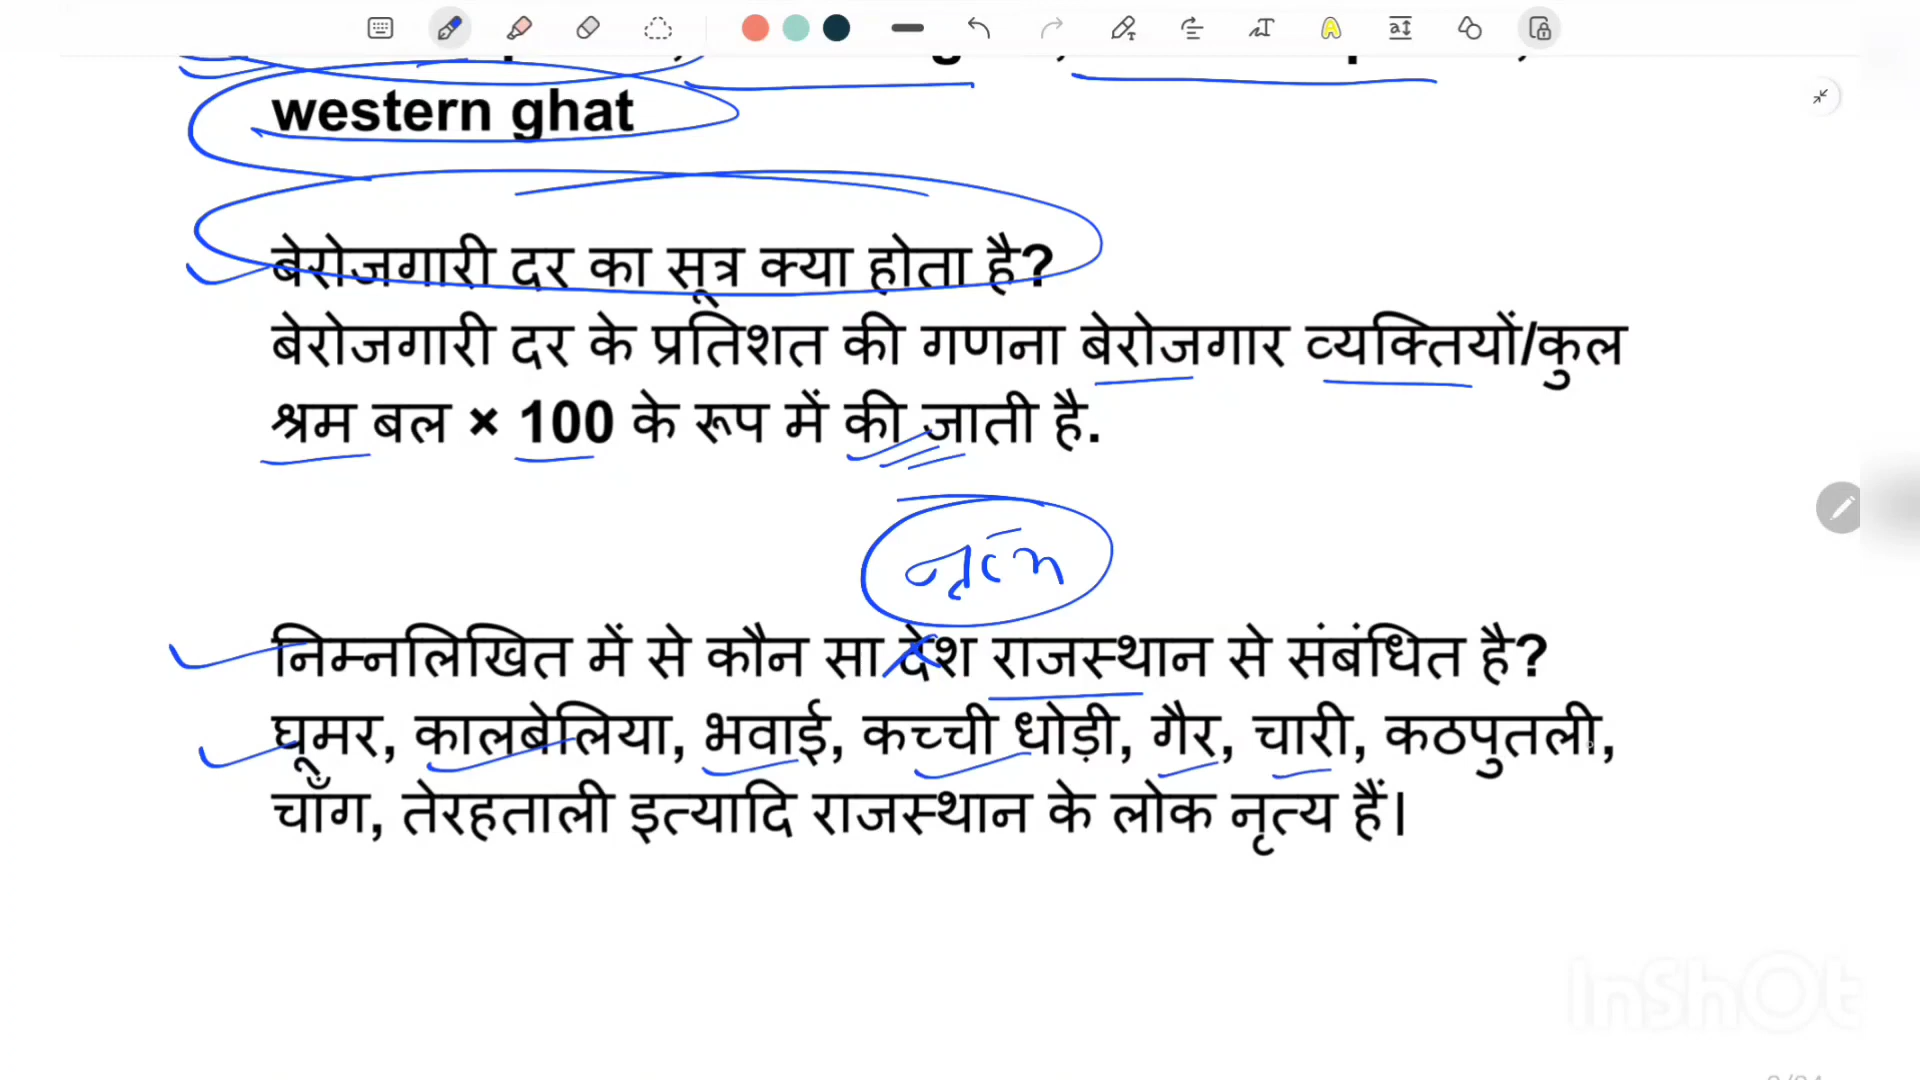 western ghat
बेरोजगारी दर का सूत्र क्या होता है?
बेरोजगारी दर के प्रतिशत की गणना बेरोजगार व्यक्तियों/कुल
श्रम बल × 100 के रूप में की जाती है.
नृत्य
निम्नलिखित में से कौन सा देश राजस्थान से संबंधित है?
घूमर, कालबेलिया, भवाई, कच्ची धोड़ी, गैर, चारी, कठपुतली,
चाँग, तेरहताली इत्यादि राजस्थान के लोक नृत्य हैं।
InShOt